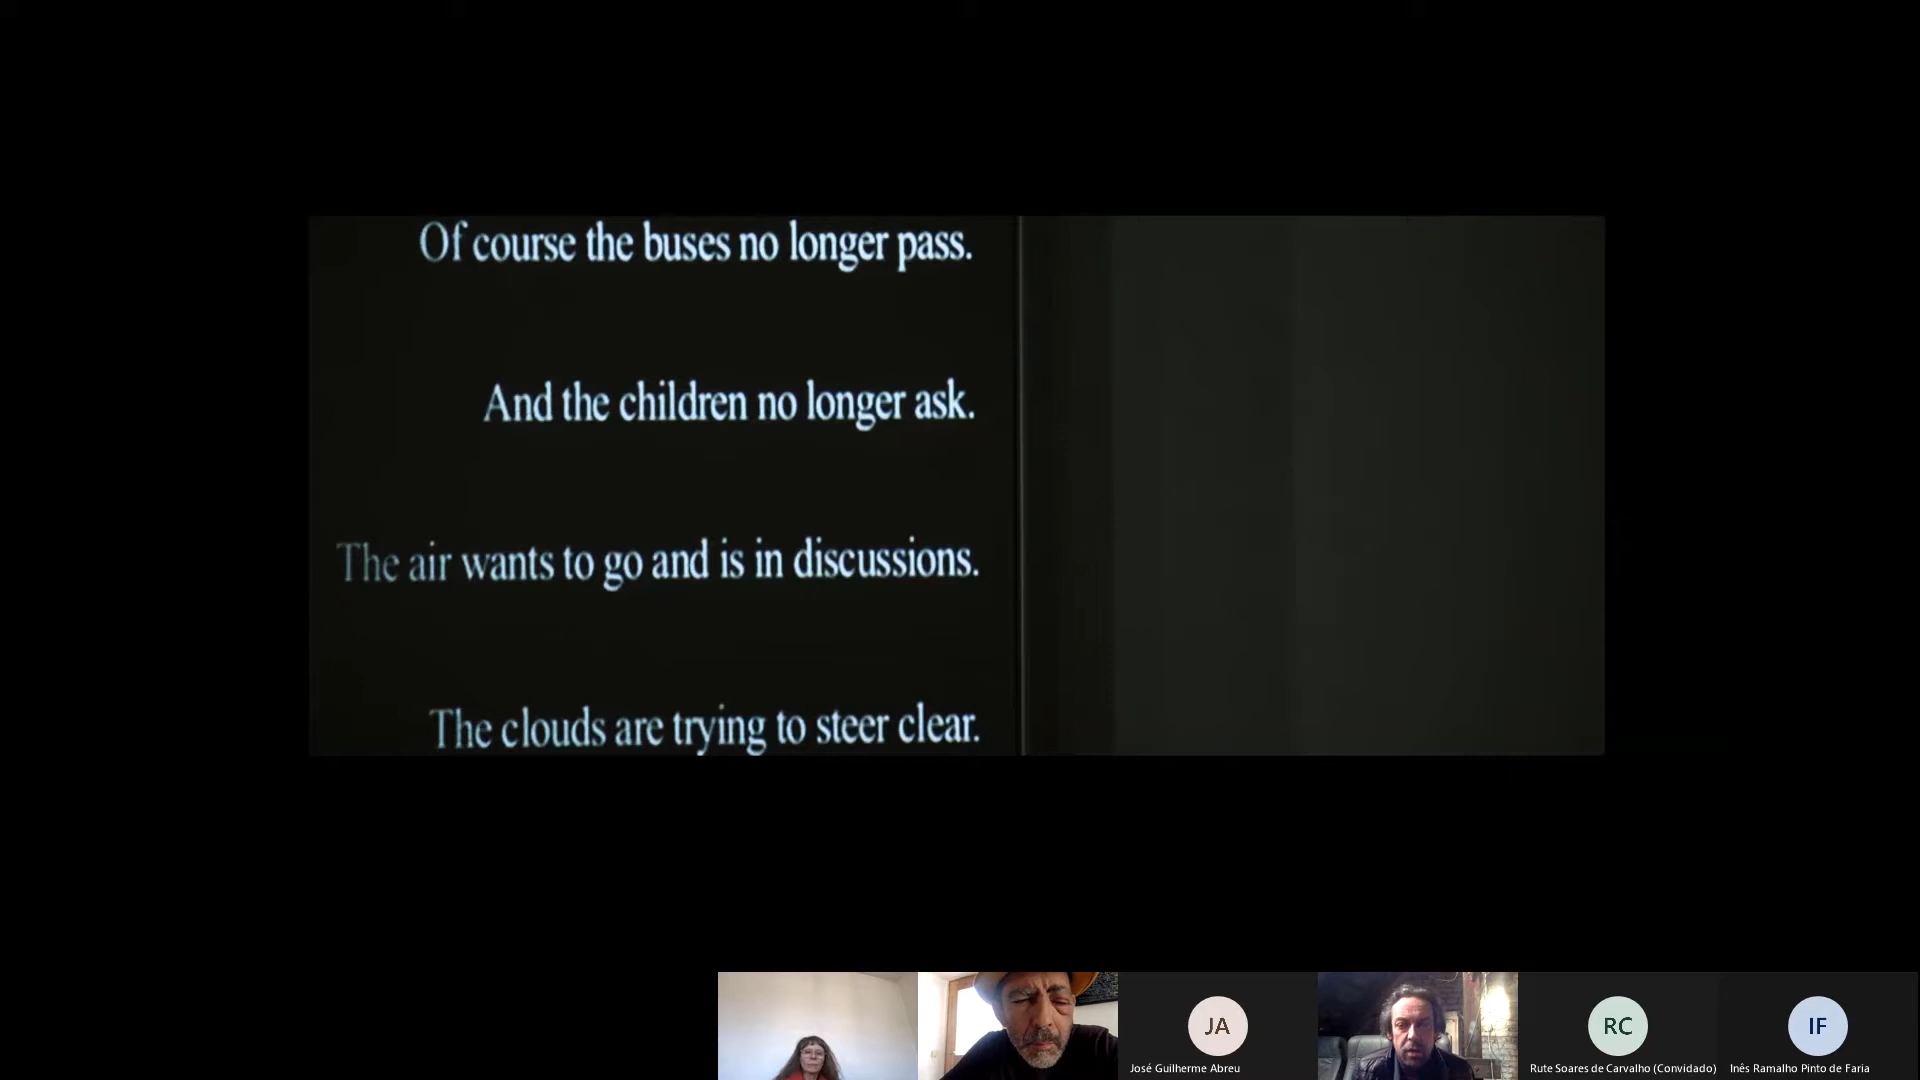 Of course the buses no longer pass.
And the children no longer ask.
The air wants to go and is in discussions.
The clouds are trying to steer clear.
JA
RC
IF
José Guilherme Abreu
Rute Soares de Carvalho (Convidado)
Inês Ramalho Pinto de Faria